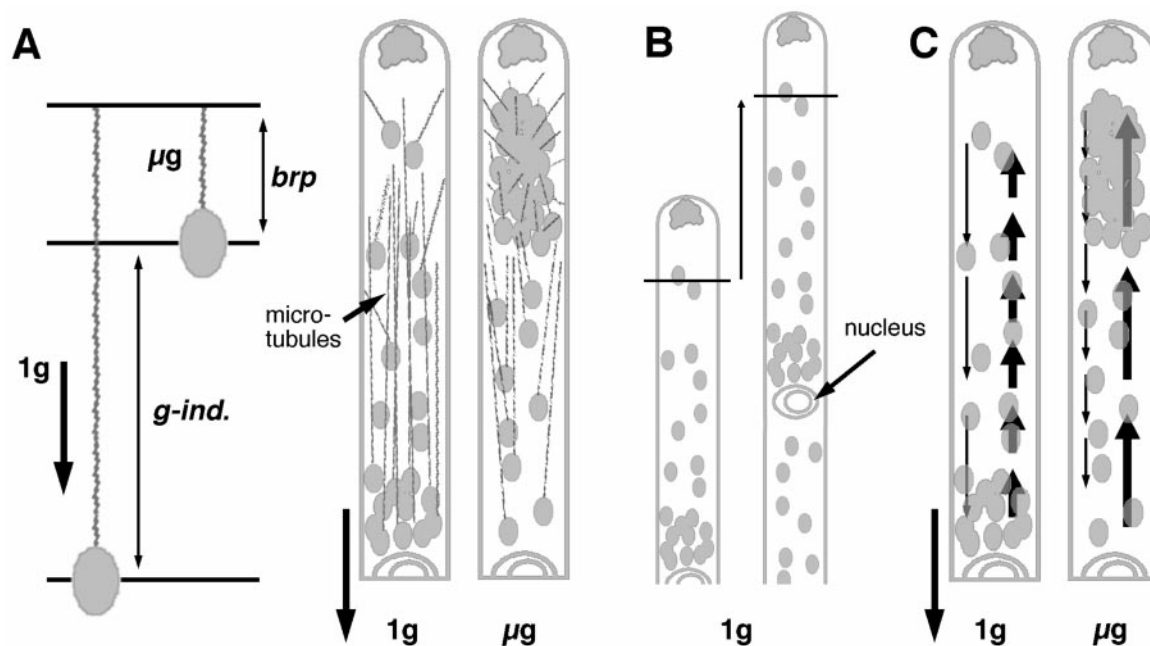 A
B
C
µg
brp
1g
g-ind.
micro-
tubules
nucleus
1g
µg
1g
1g
µg